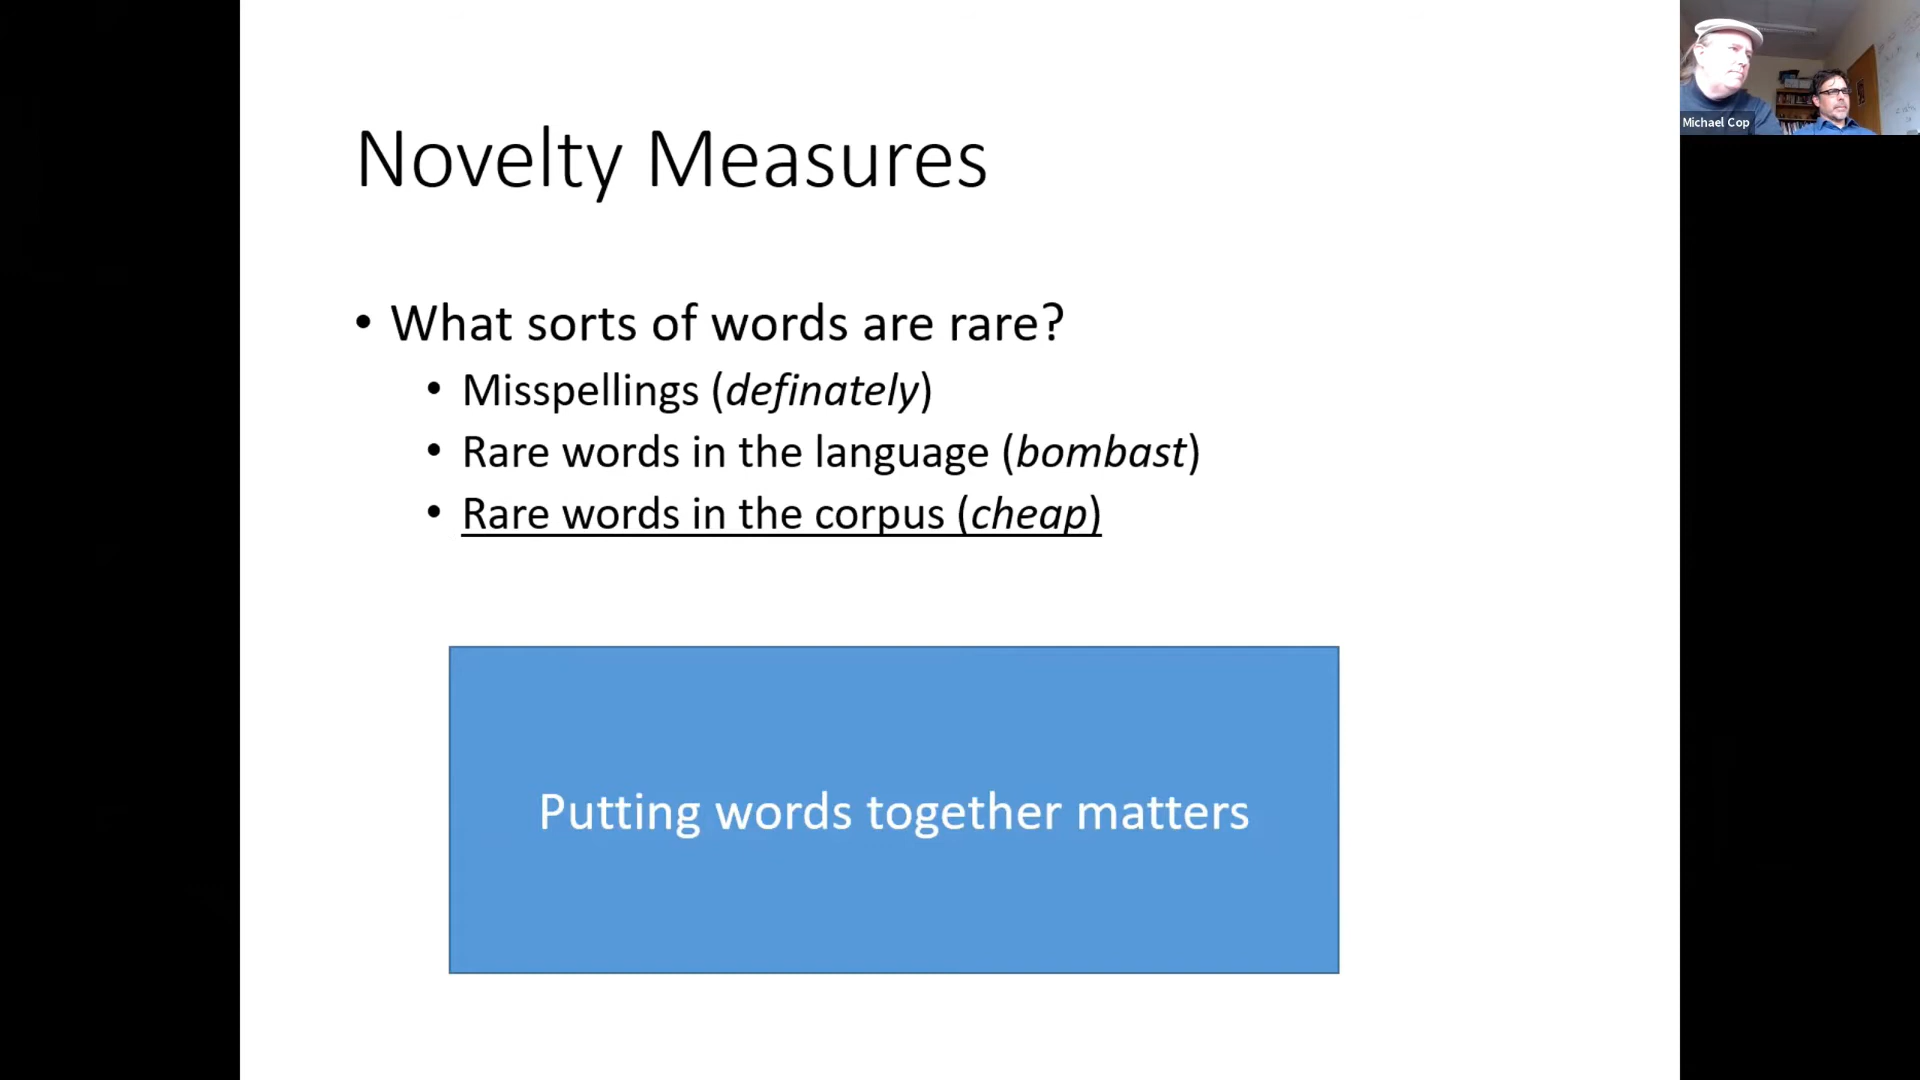 Novelty Measures
• What sorts of words are rare?
• Misspellings (definately)
• Rare words in the language (bombast)
• Rare words in the corpus (cheap)
Putting words together matters
Michael Cop